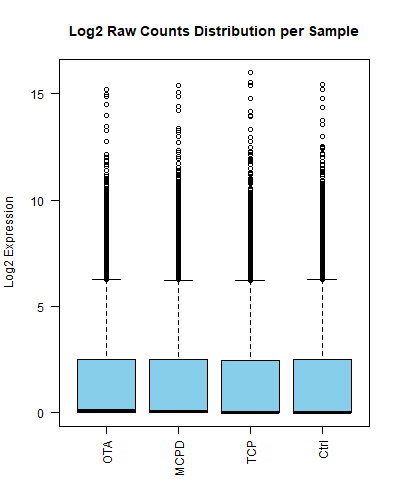 Log2 Raw Counts Distribution per Sample
Log2 Expression
15
10
5
0
OTA
MCPD
TCP
Ctrl